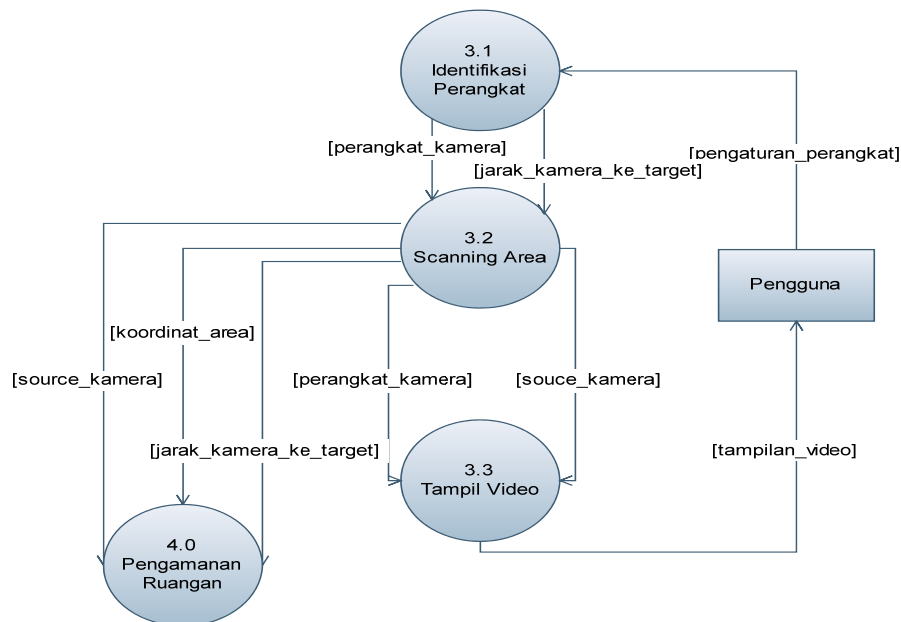 3.1
Identifikasi
Perangkat
[perangkat_kamera]
[pengaturan_perangkat]
[jarak_kamera_ke_target]
3.2
Scanning Area
Pengguna
[koordinat_area]
[source_kamera]
[perangkat_kamera]
[souce_kamera]
[jarak_kamera_ke_target]
[tampilan_video]
3.3
Tampil Video
4.0
Pengamanan
Ruangan